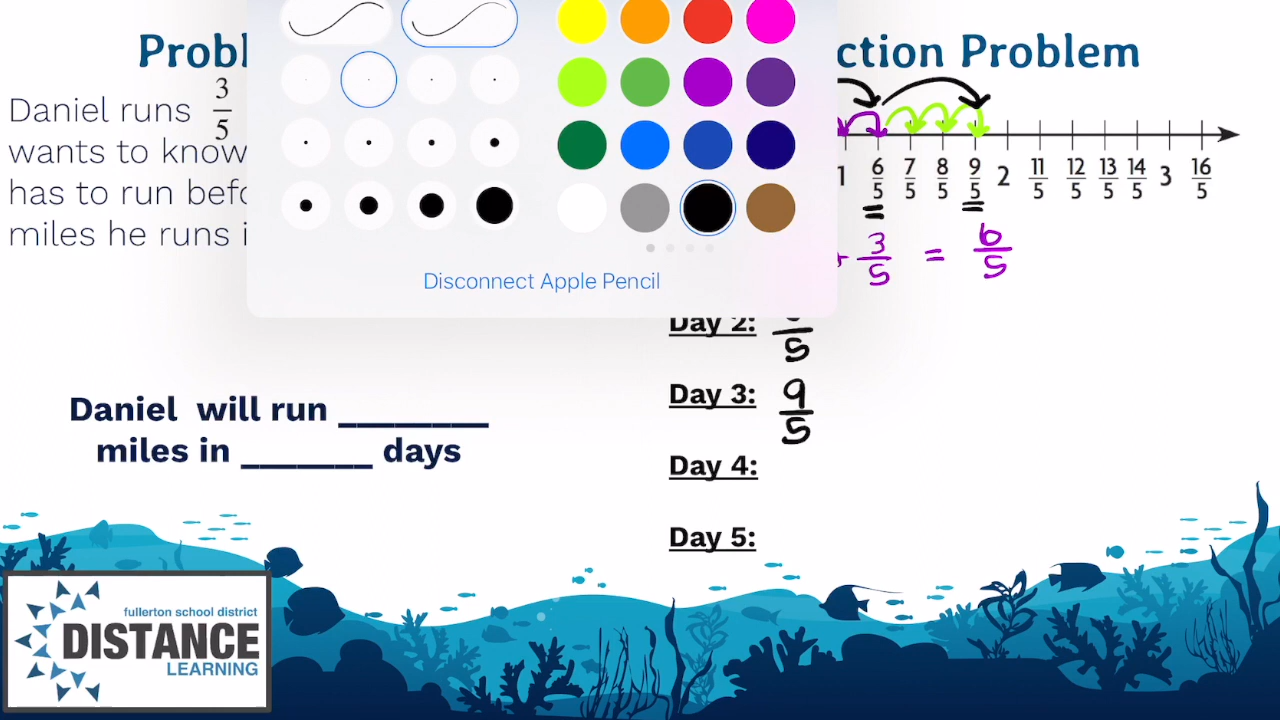 Probl
ction Problem
Daniel runs 3/5
wants to know
has to run befo
miles he runs i
1 6/5 7/5 8/5 9/5 2 11/5 12/5 13/5 14/5 3 16/5
+ 3/5 = 6/5
Disconnect Apple Pencil
Day 2: /5
Day 3: 9/5
Day 4:
Day 5:
Daniel will run _________
miles in ________ days
fullerton school district
DISTANCE
LEARNING